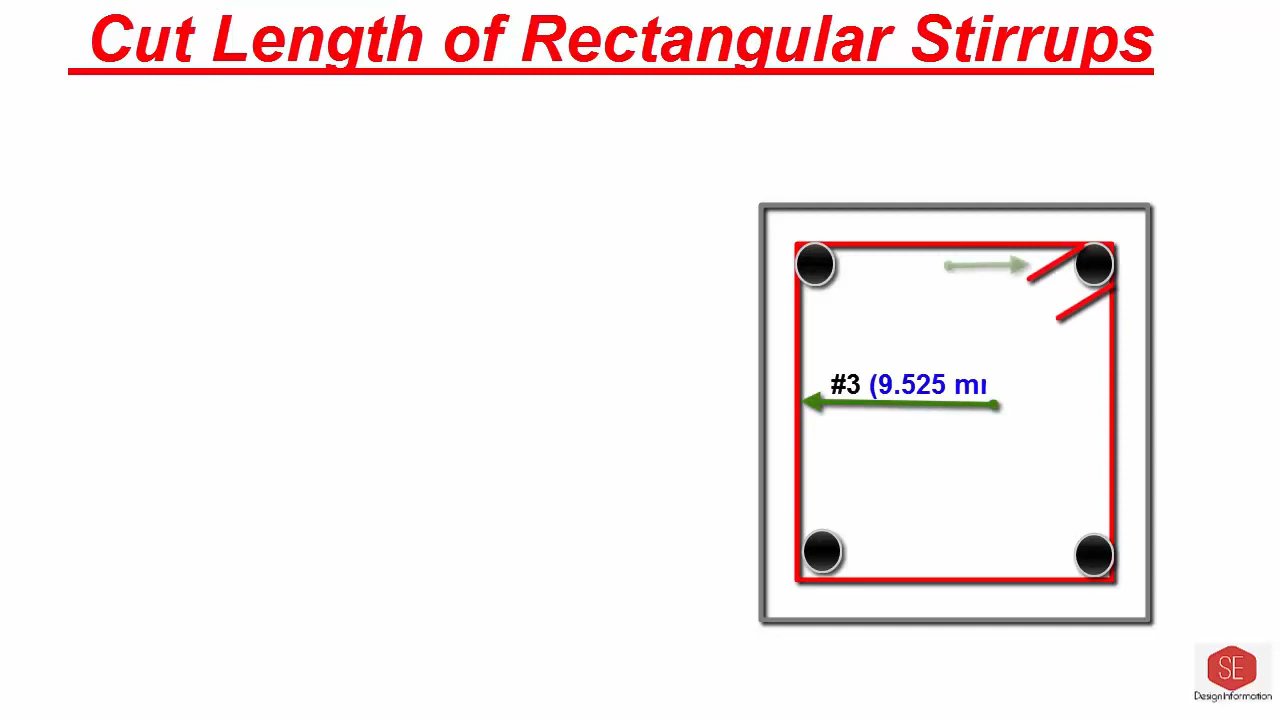 Cut Length of Rectangular Stirrups
#3 (9.525
SE
Design Information